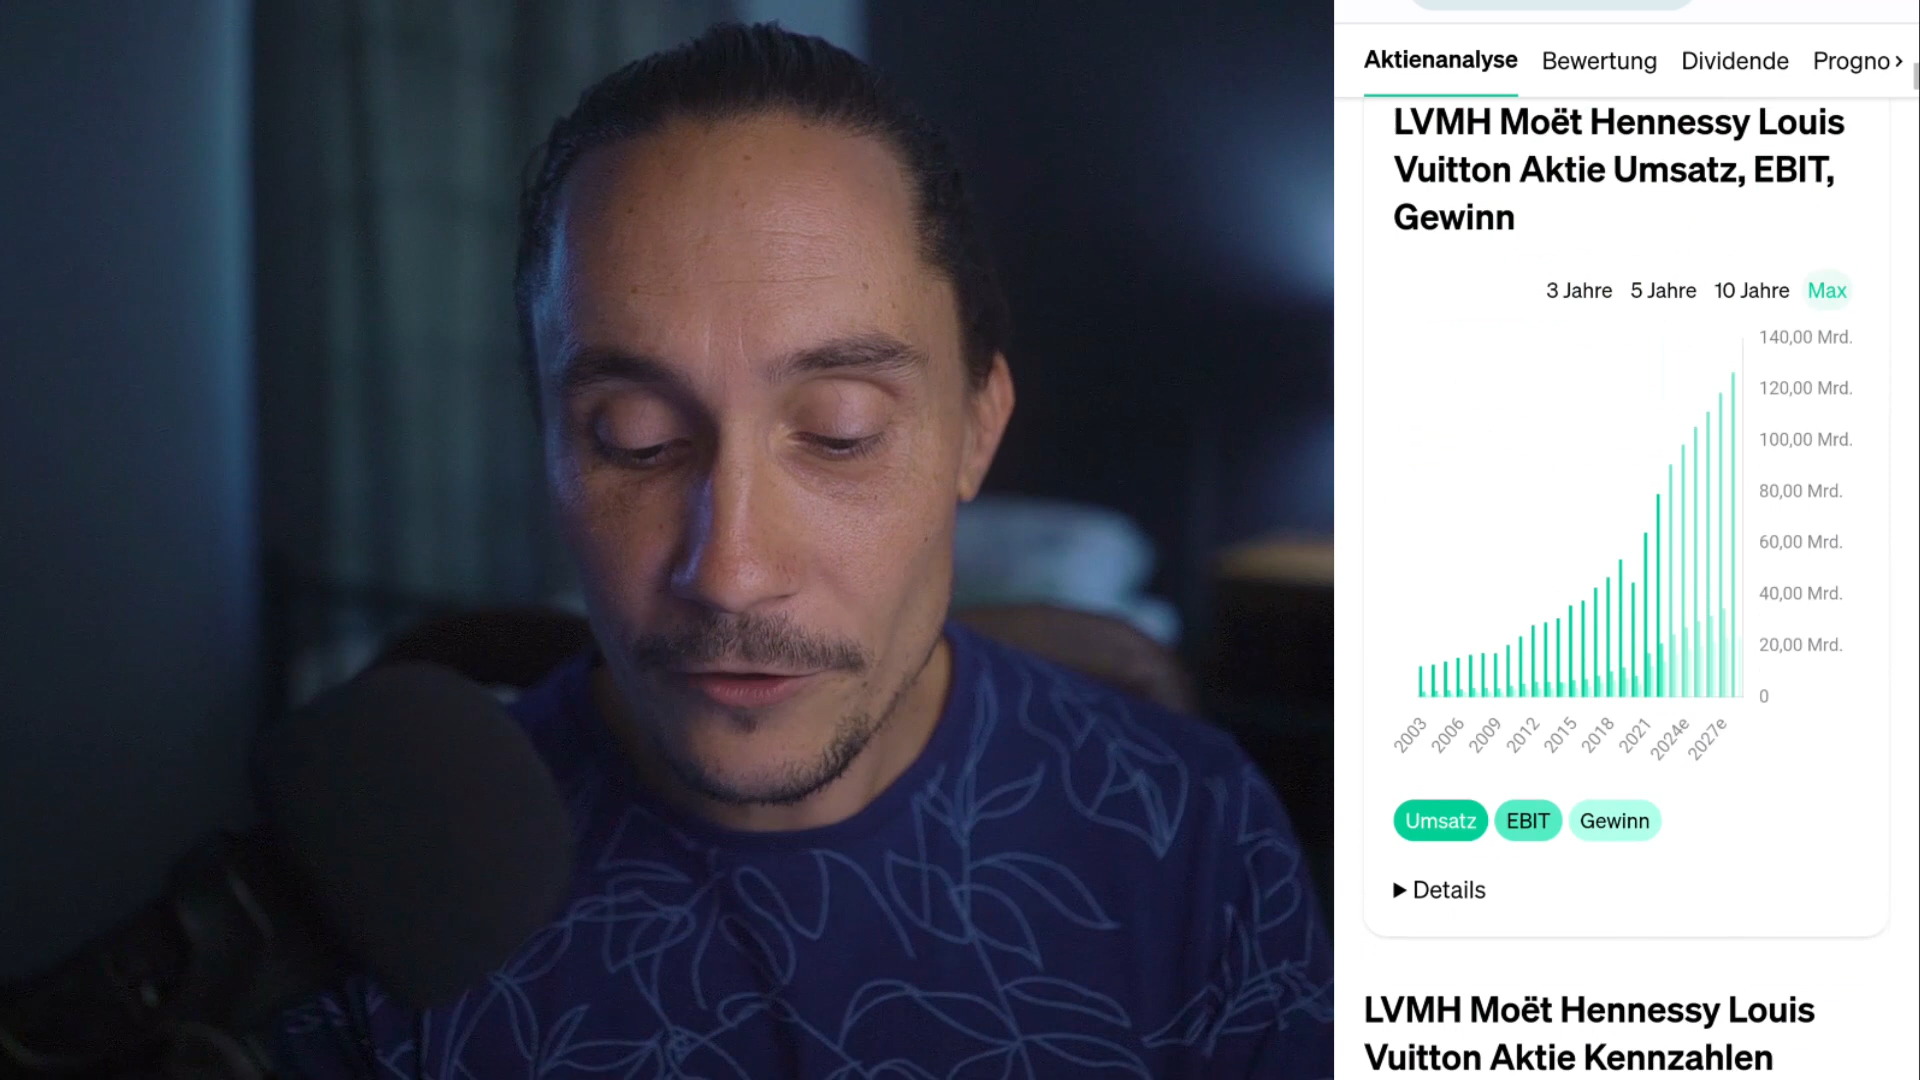 Aktienanalyse Bewertung Dividende Progno
LVMH Moët Hennessy Louis
Vuitton Aktie Umsatz, EBIT,
Gewinn
3 Jahre 5 Jahre 10 Jahre Max
140,00 Mrd.
120,00 Mrd.
100,00 Mrd.
80,00 Mrd.
60,00 Mrd.
40,00 Mrd.
20,00 Mrd.
0
2003 2006 2009 2012 2015 2018 2021 2024e 2027e
Umsatz EBIT Gewinn
Details
LVMH Moët Hennessy Louis
Vuitton Aktie Kennzahlen